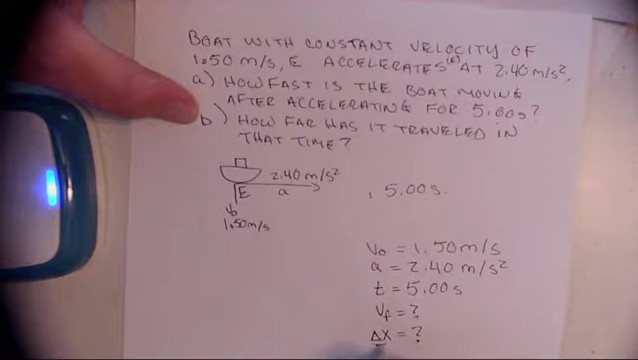 BOAT WITH CONSTANT VELOCITY OF
1.50 m/s, E ACCELERATES (E) AT 2.40 m/s².
a) HOW FAST IS THE BOAT MOVING
AFTER ACCELERATING FOR 5.00s?
b) HOW FAR HAS IT TRAVELED IN
THAT TIME?
2.40 m/s²
E a , 5.00 s.
V₀
1.50 m/s
V₀ = 1.50 m/s
a = 2.40 m/s²
t = 5.00 s
Vf = ?
ΔX = ?